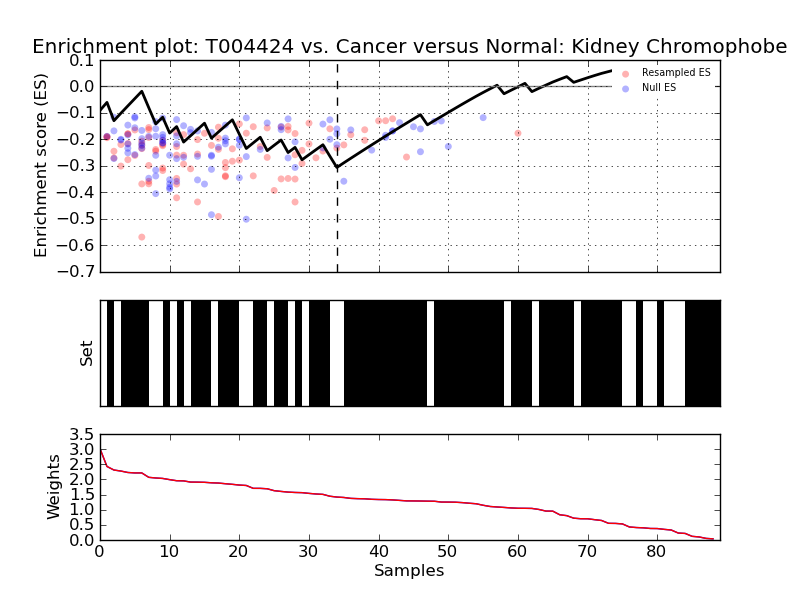 Enrichment plot: T004424 vs. Cancer versus Normal: Kidney Chromophobe
Enrichment score (ES)
0.1
0.0
−0.1
−0.2
−0.3
−0.4
−0.5
−0.6
−0.7
Resampled ES
Null ES
Set
Weights
3.5
3.0
2.5
2.0
1.5
1.0
0.5
0.0
0 10 20 30 40 50 60 70 80
Samples